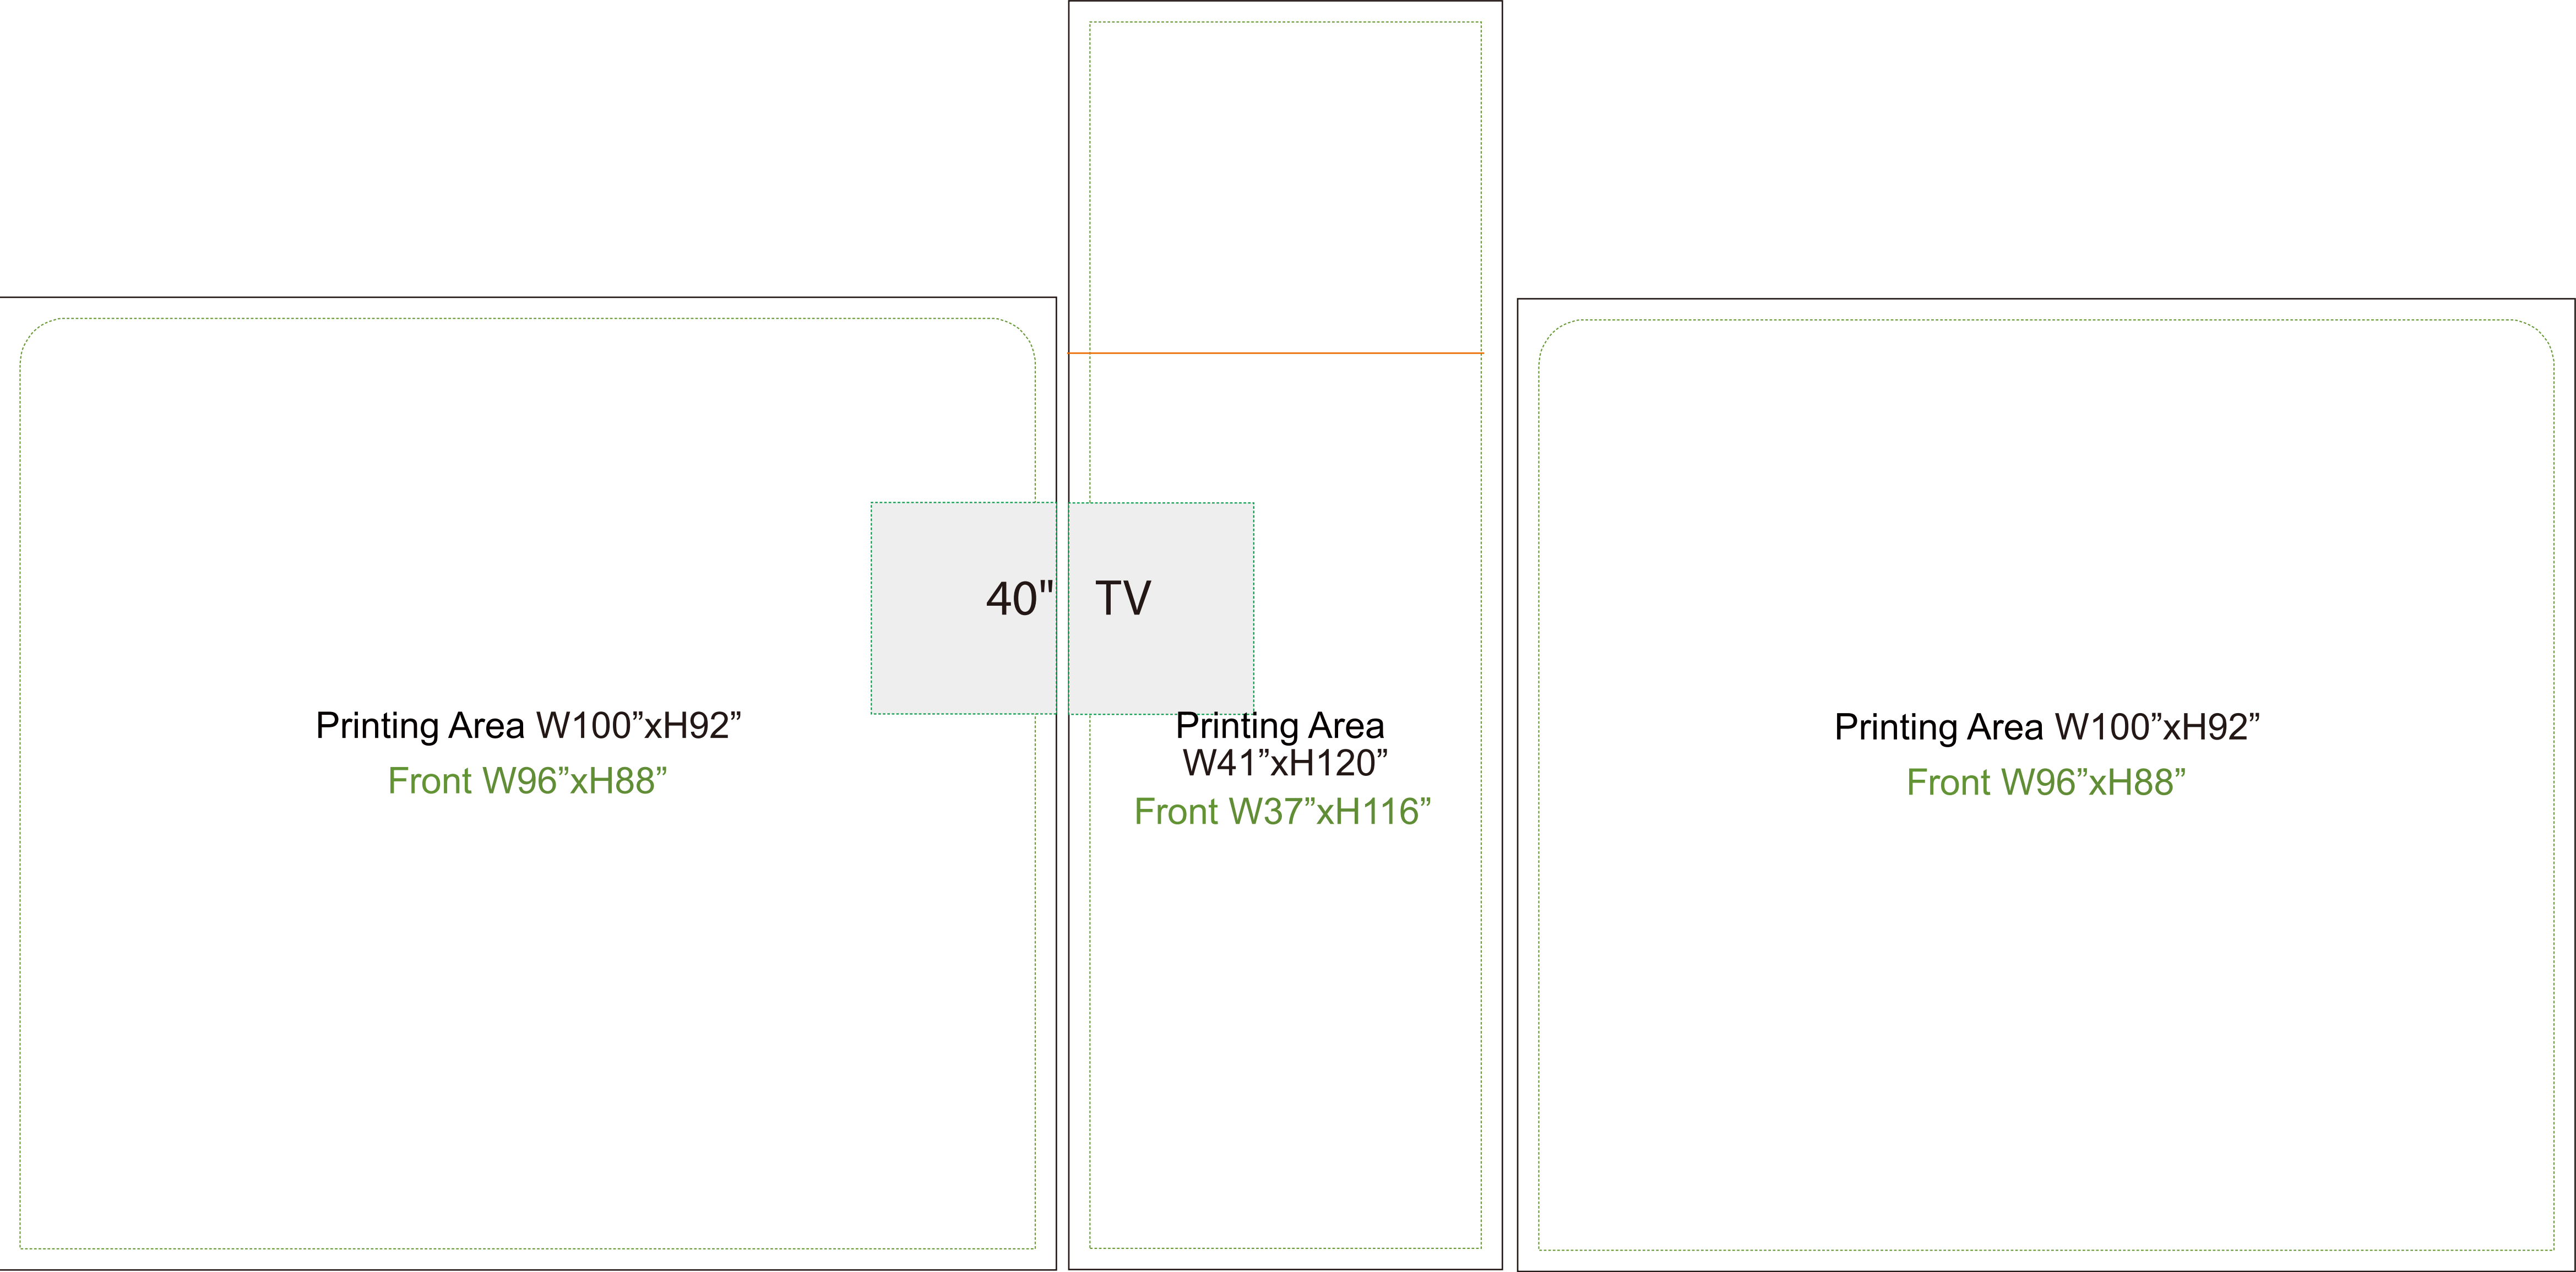 40" TV
Printing Area W100”xH92”
Front W96”xH88”
Printing Area
W41”xH120”
Front W37”xH116”
Printing Area W100”xH92”
Front W96”xH88”